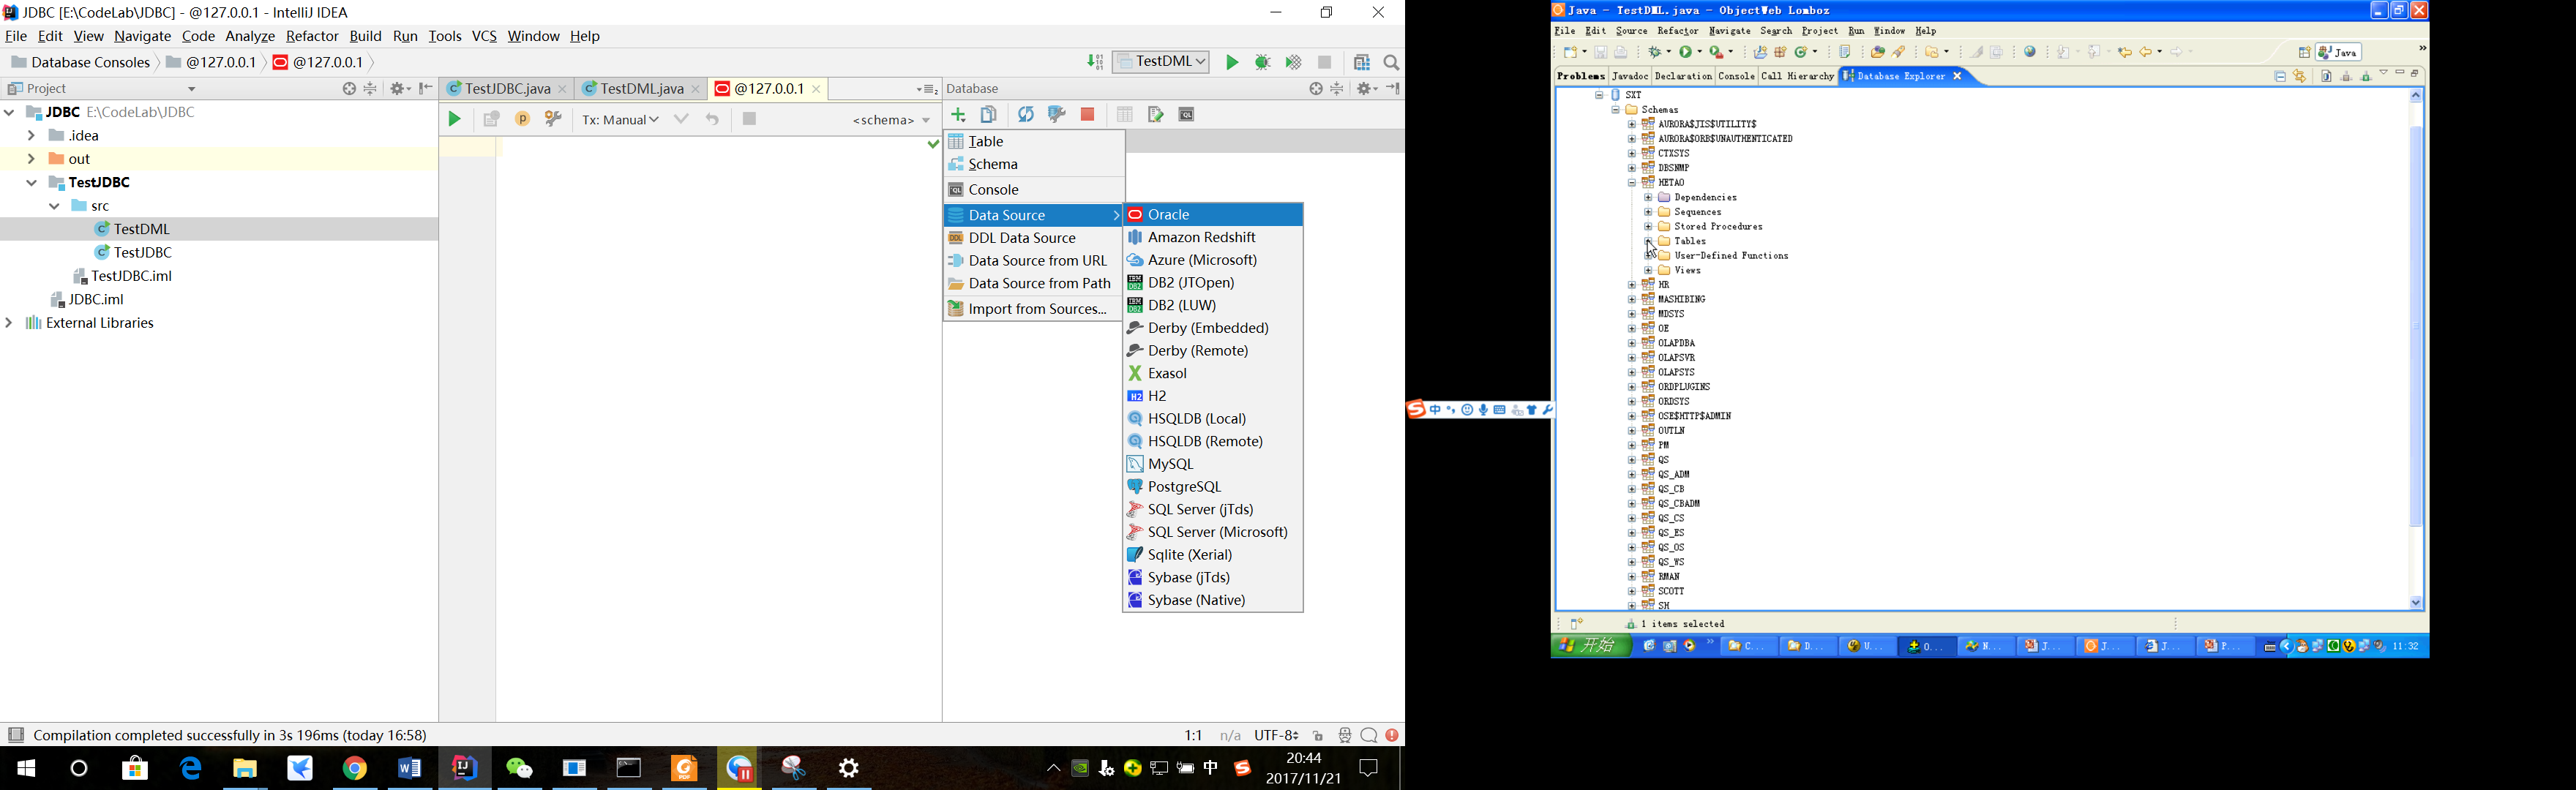 JDBC [E:\CodeLab\JDBC] - @127.0.0.1 - IntelliJ IDEA
File Edit View Navigate Code Analyze Refactor Build Run Tools VCS Window Help
Database Consoles @127.0.0.1 @127.0.0.1
TestDML
Project
TestJDBC.java TestDML.java @127.0.0.1
Database
JDBC E:\CodeLab\JDBC
.idea
out
TestJDBC
src
TestDML
TestJDBC
TestJDBC.iml
JDBC.iml
External Libraries
Tx: Manual
<schema>
Table
Schema
Console
Data Source
DDL Data Source
Data Source from URL
Data Source from Path
Import from Sources...
Oracle
Amazon Redshift
Azure (Microsoft)
DB2 (JTOpen)
DB2 (LUW)
Derby (Embedded)
Derby (Remote)
Exasol
H2
HSQLDB (Local)
HSQLDB (Remote)
MySQL
PostgreSQL
SQL Server (jTds)
SQL Server (Microsoft)
Sqlite (Xerial)
Sybase (jTds)
Sybase (Native)
Compilation completed successfully in 3s 196ms (today 16:58)
1:1 n/a UTF-8
中
20:44
2017/11/21
中
Java - TestDML.java - ObjectWeb Lomboz
File Edit Source Refactor Navigate Search Project Run Window Help
Java
Problems Javadoc Declaration Console Call Hierarchy Database Explorer
SXT
Schemas
AURORA$JIS$UTILITY$
AURORA$ORB$UNAUTHENTICATED
CTXSYS
DBSNMP
HETAO
Dependencies
Sequences
Stored Procedures
Tables
User-Defined Functions
Views
HR
MASHIBING
MDSYS
OE
OLAPDBA
OLAPSVR
OLAPSYS
ORDPLUGINS
ORDSYS
OSE$HTTP$ADMIN
OUTLN
PM
QS
QS_ADM
QS_CB
QS_CBADM
QS_CS
QS_ES
QS_OS
QS_WS
RMAN
SCOTT
SH
1 items selected
开始
C... D... U... O... N... J... J... J... P...
11:32